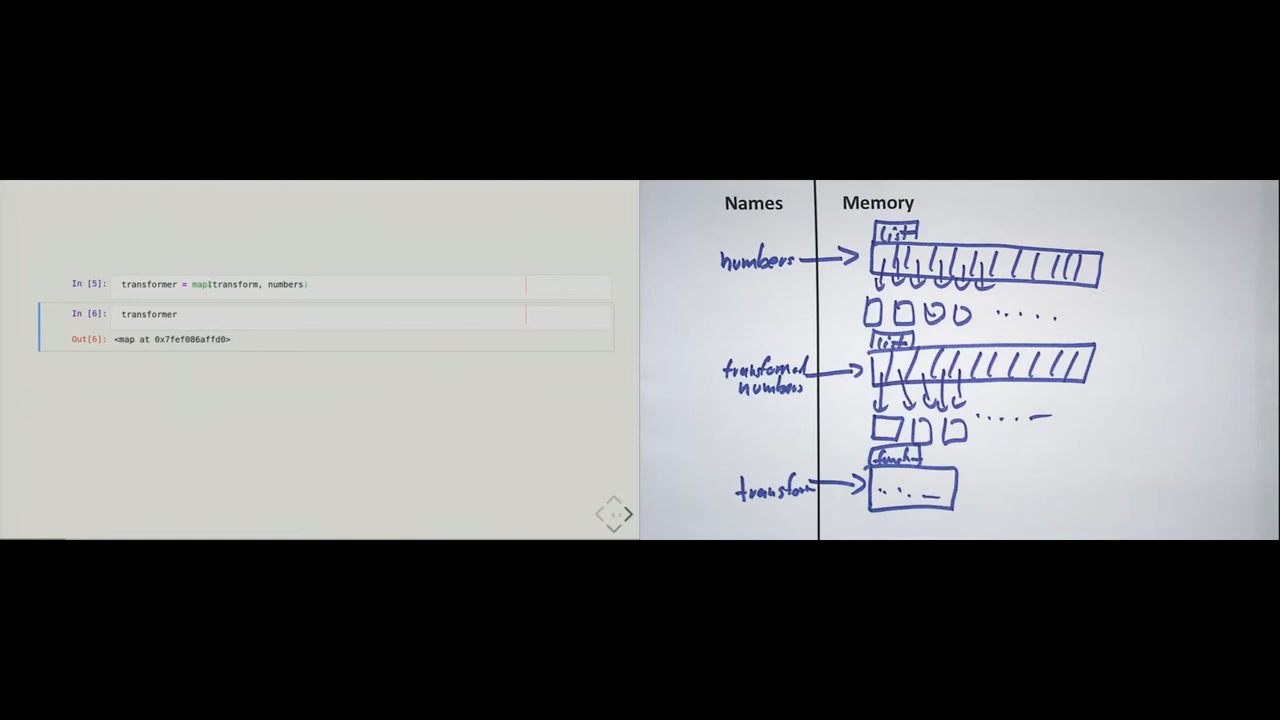 In [5]: transformer = map(transform, numbers)
In [6]: transformer
Out[6]: <map at 0x7fef086affd0>
Names Memory
list
numbers
list
transformed
numbers
transform